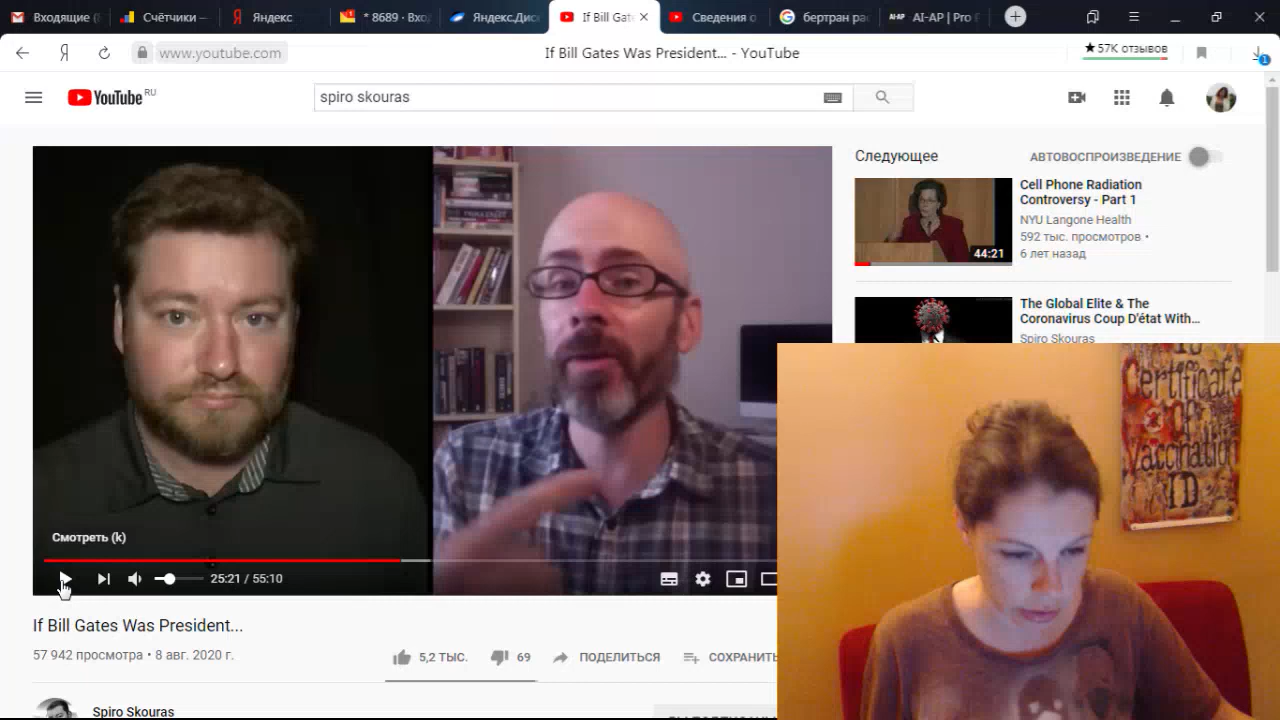 Входящие (
Счётчики —
Яндекс
* 8689 · Вхо
Яндекс.Диск
If Bill Gat
Сведения о
бертран рас
AI-AP | Pro F
www.youtube.com
If Bill Gates Was President... - YouTube
★57K отзывов
1
YouTube RU
spiro skouras
Следующее
АВТОВОСПРОИЗВЕДЕНИЕ
Cell Phone Radiation
Controversy - Part 1
NYU Langone Health
592 тыс. просмотров •
6 лет назад
44:21
The Global Elite & The
Coronavirus Coup D'état With...
Spiro Skouras
Certificate
of
Vaccination
ID
Смотреть (k)
25:21 / 55:10
If Bill Gates Was President...
57 942 просмотра • 8 авг. 2020 г.
5,2 ТЫС.
69
ПОДЕЛИТЬСЯ
СОХРАНИТЬ
Spiro Skouras